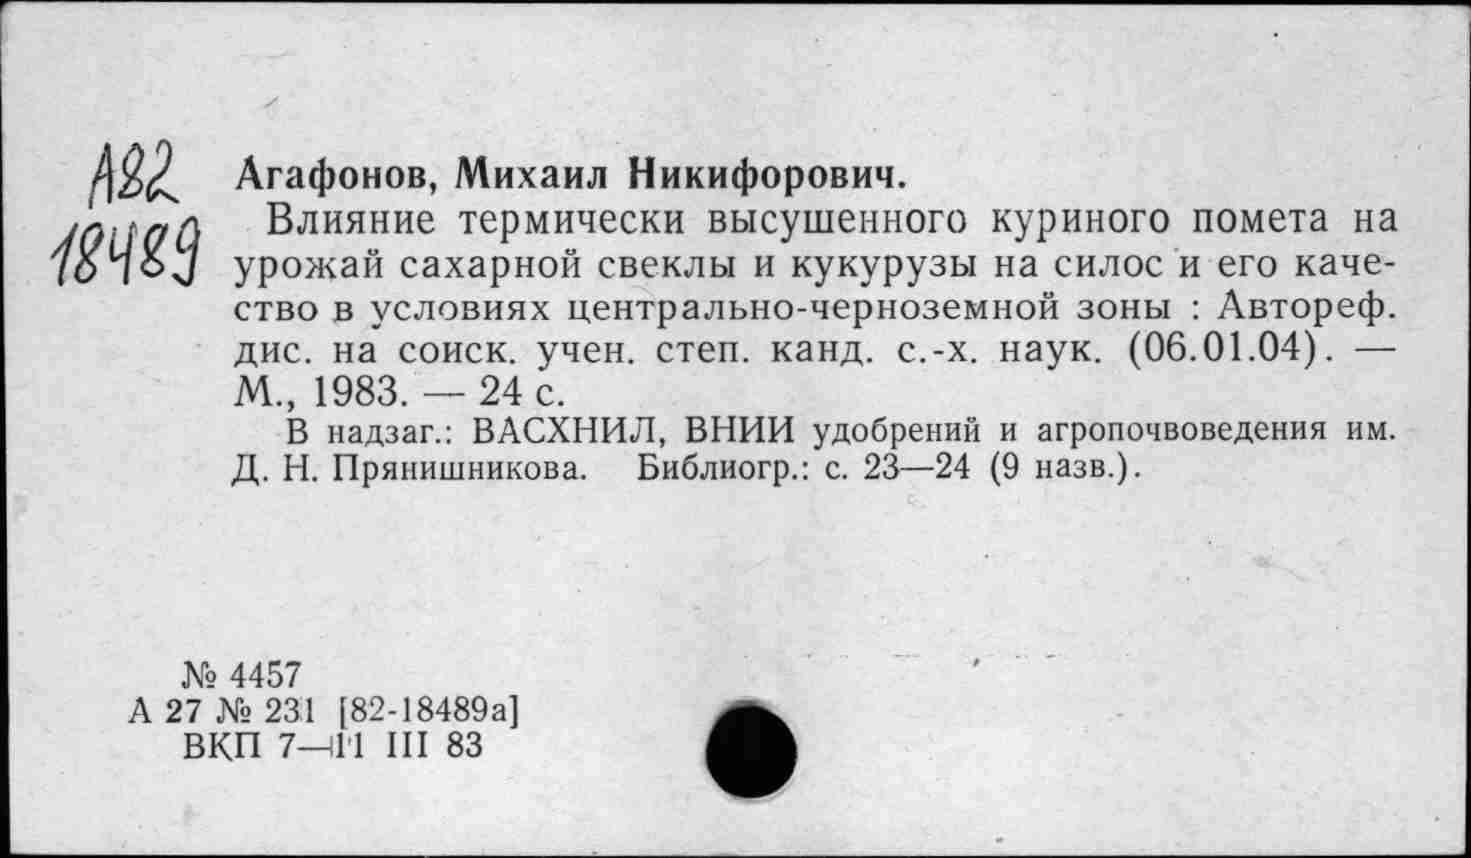 А82
18489
Агафонов, Михаил Никифорович.
Влияние термически высушенного куриного помета на
урожай сахарной свеклы и кукурузы на силос и его каче-
ство в условиях центрально-черноземной зоны : Автореф.
дис. на соиск. учен. степ. канд. с.-х. наук. (06.01.04). —
М., 1983. — 24 с.
В надзаг.: ВАСХНИЛ, ВНИИ удобрений и агропочвоведения им.
Д. Н. Прянишникова. Библиогр.: с. 23—24 (9 назв.).
№ 4457
А 27 № 231 [82-18489а]
ВКП 7—11 III 83